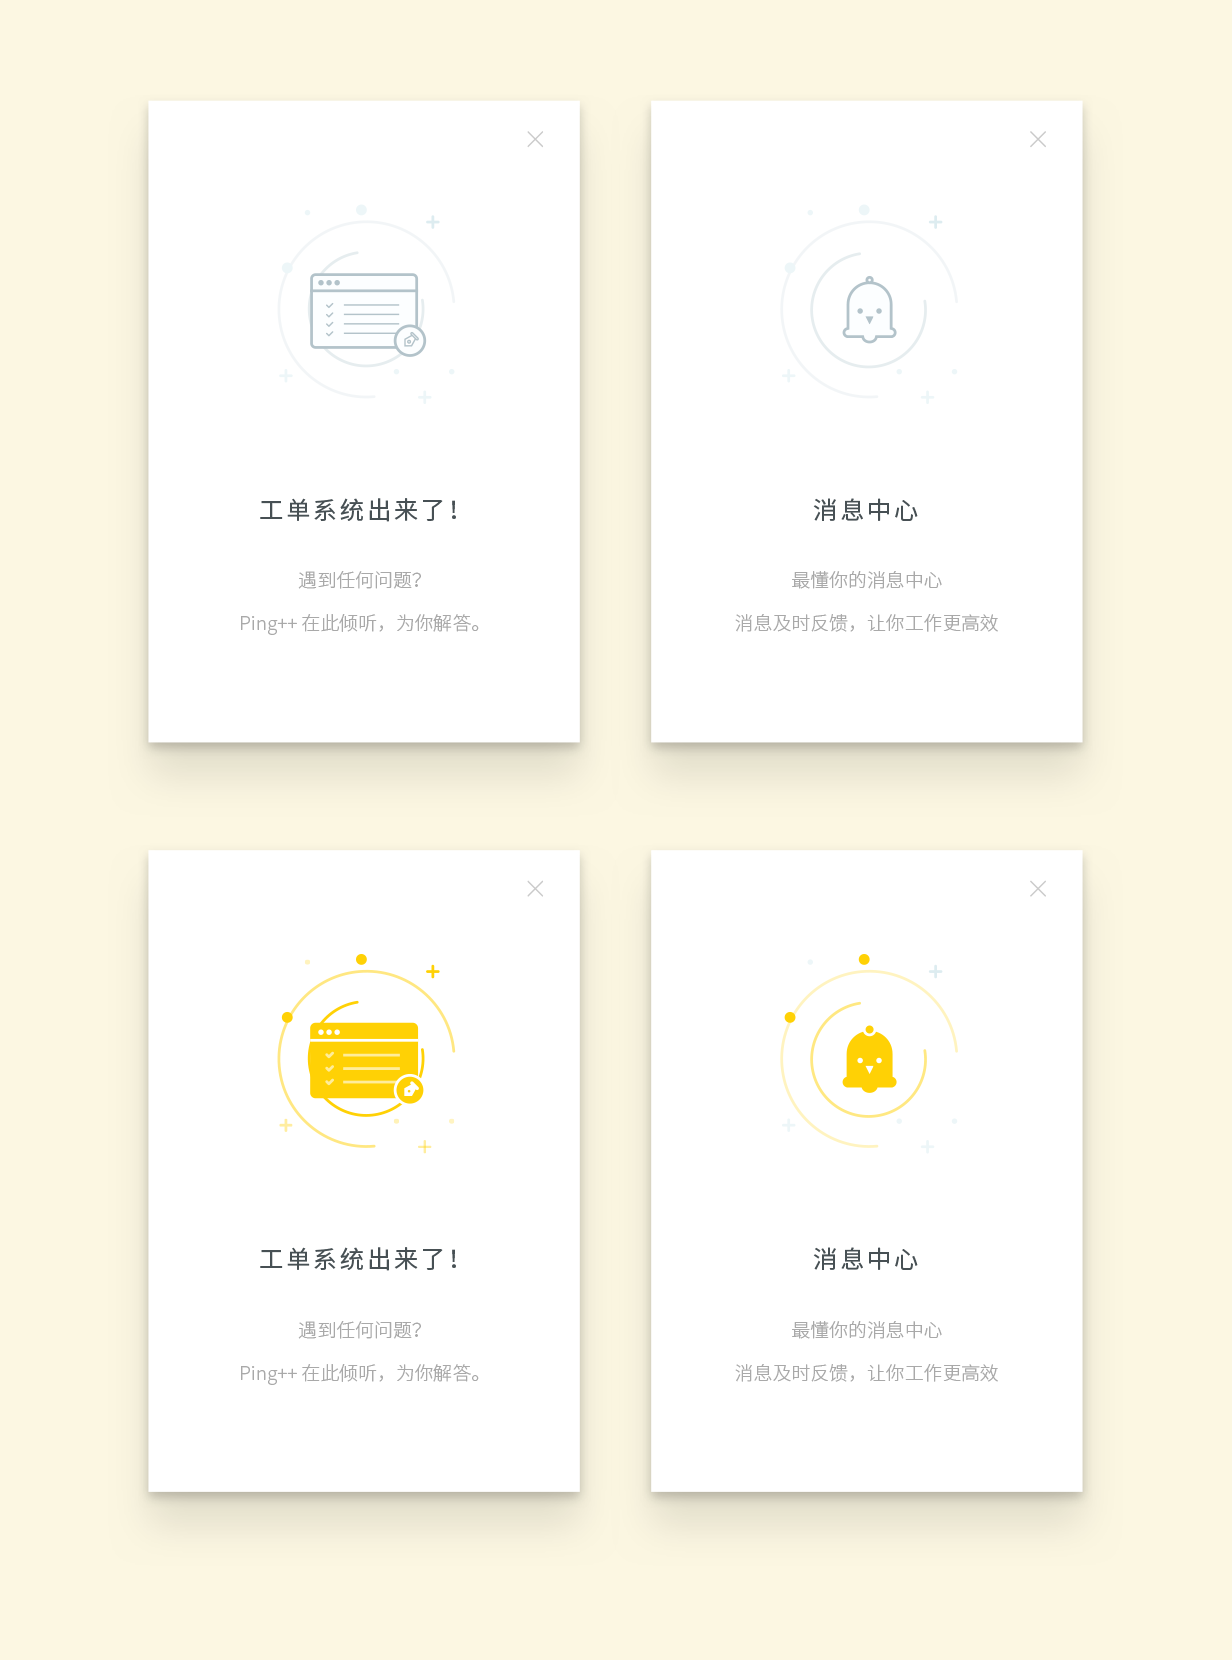 工单系统出来了！
遇到任何问题？
Ping++ 在此倾听，为你解答。
消息中心
最懂你的消息中心
消息及时反馈，让你工作更高效
工单系统出来了！
遇到任何问题？
Ping++ 在此倾听，为你解答。
消息中心
最懂你的消息中心
消息及时反馈，让你工作更高效